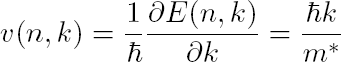 v(n, k) = \frac{1}{\hbar} \frac{\partial E(n, k)}{\partial k} = \frac{\hbar k}{m^*}